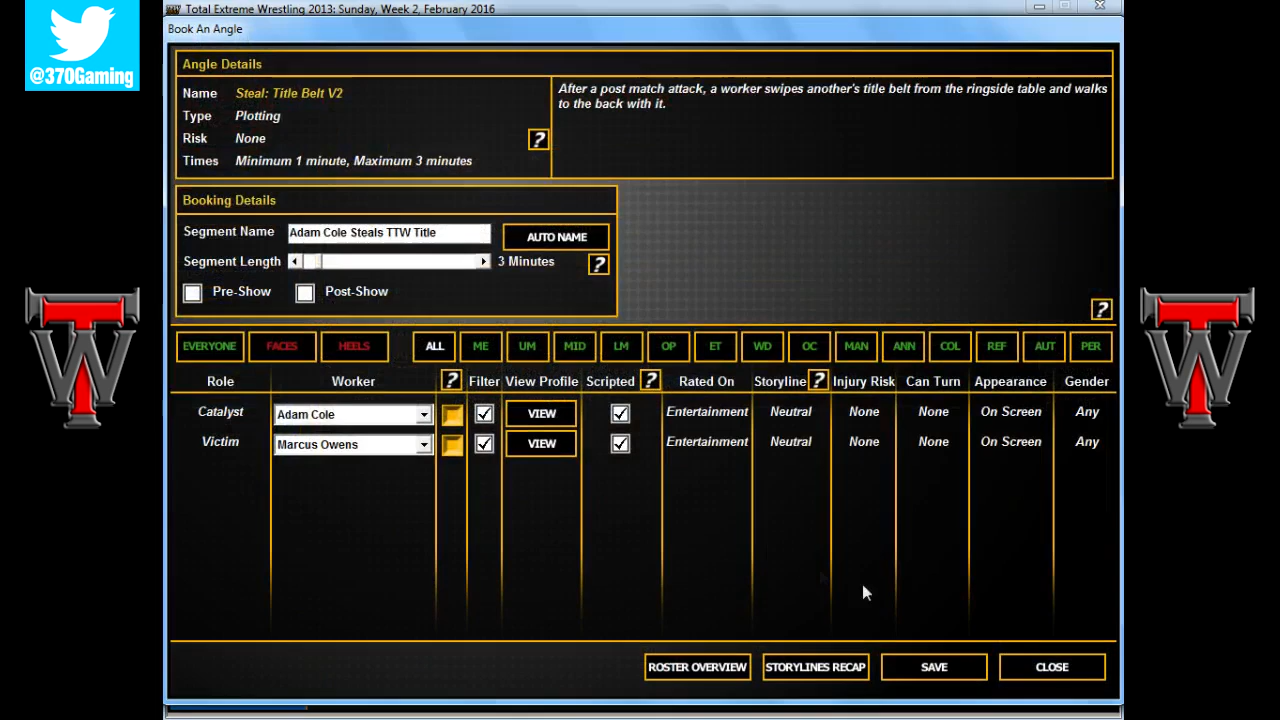 Total Extreme Wrestling 2013: Sunday, Week 2, February 2016
Book An Angle
@370Gaming
Angle Details
Name Steal: Title Belt V2
Type Plotting
Risk None
Times Minimum 1 minute, Maximum 3 minutes
?
After a post match attack, a worker swipes another's title belt from the ringside table and walks
to the back with it.
Booking Details
Segment Name Adam Cole Steals TTW Title AUTO NAME
Segment Length 3 Minutes ?
Pre-Show Post-Show
?
EVERYONE FACES HEELS ALL ME UM MID LM OP ET WD OC MAN ANN COL REF AUT PER
Role Worker ? Filter View Profile Scripted ? Rated On Storyline ? Injury Risk Can Turn Appearance Gender
Catalyst Adam Cole VIEW Entertainment Neutral None None On Screen Any
Victim Marcus Owens VIEW Entertainment Neutral None None On Screen Any
ROSTER OVERVIEW STORYLINES RECAP SAVE CLOSE
TW
TW